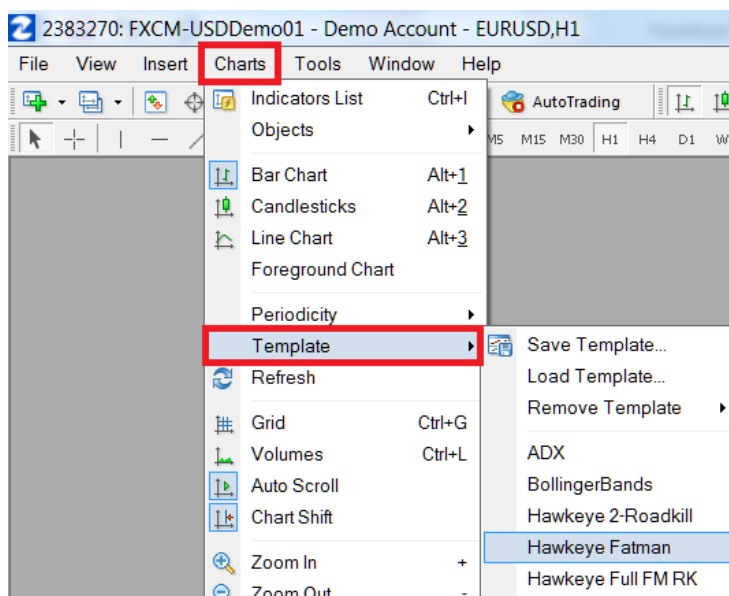 2383270: FXCM-USDDemo01 - Demo Account - EURUSD,H1
File View Insert Charts Tools Window Help
AutoTrading
M5 M15 M30 H1 H4 D1
Indicators List Ctrl+I
Objects
Bar Chart Alt+1
Candlesticks Alt+2
Line Chart Alt+3
Foreground Chart
Periodicity
Template
Refresh
Grid Ctrl+G
Volumes Ctrl+L
Auto Scroll
Chart Shift
Zoom In +
Zoom Out -
Save Template...
Load Template...
Remove Template
ADX
BollingerBands
Hawkeye 2-Roadkill
Hawkeye Fatman
Hawkeye Full FM RK